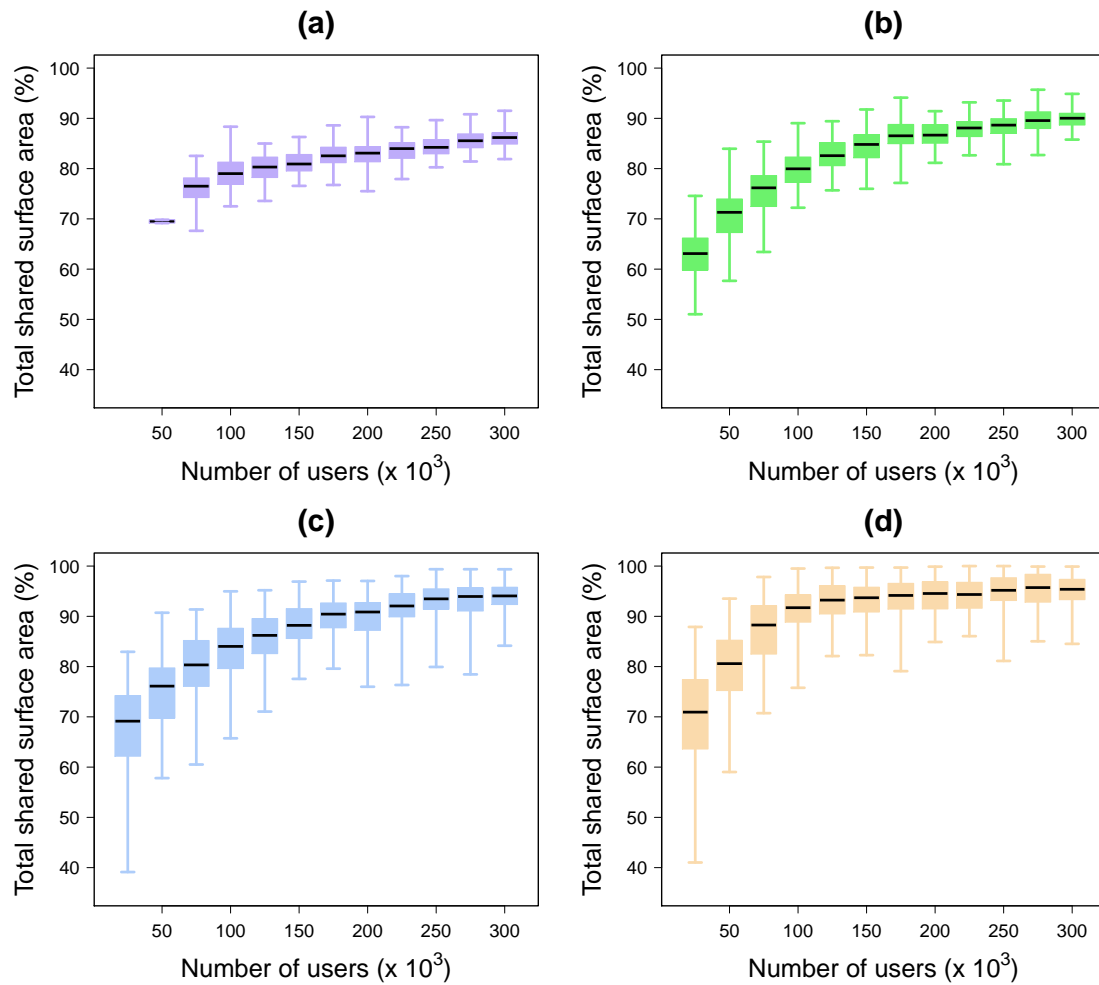 (a)
Total shared surface area (%)
100
90
80
70
60
50
40
50 100 150 200 250 300
Number of users (x 10³)
(b)
Total shared surface area (%)
100
90
80
70
60
50
40
50 100 150 200 250 300
Number of users (x 10³)
(c)
Total shared surface area (%)
100
90
80
70
60
50
40
50 100 150 200 250 300
Number of users (x 10³)
(d)
Total shared surface area (%)
100
90
80
70
60
50
40
50 100 150 200 250 300
Number of users (x 10³)